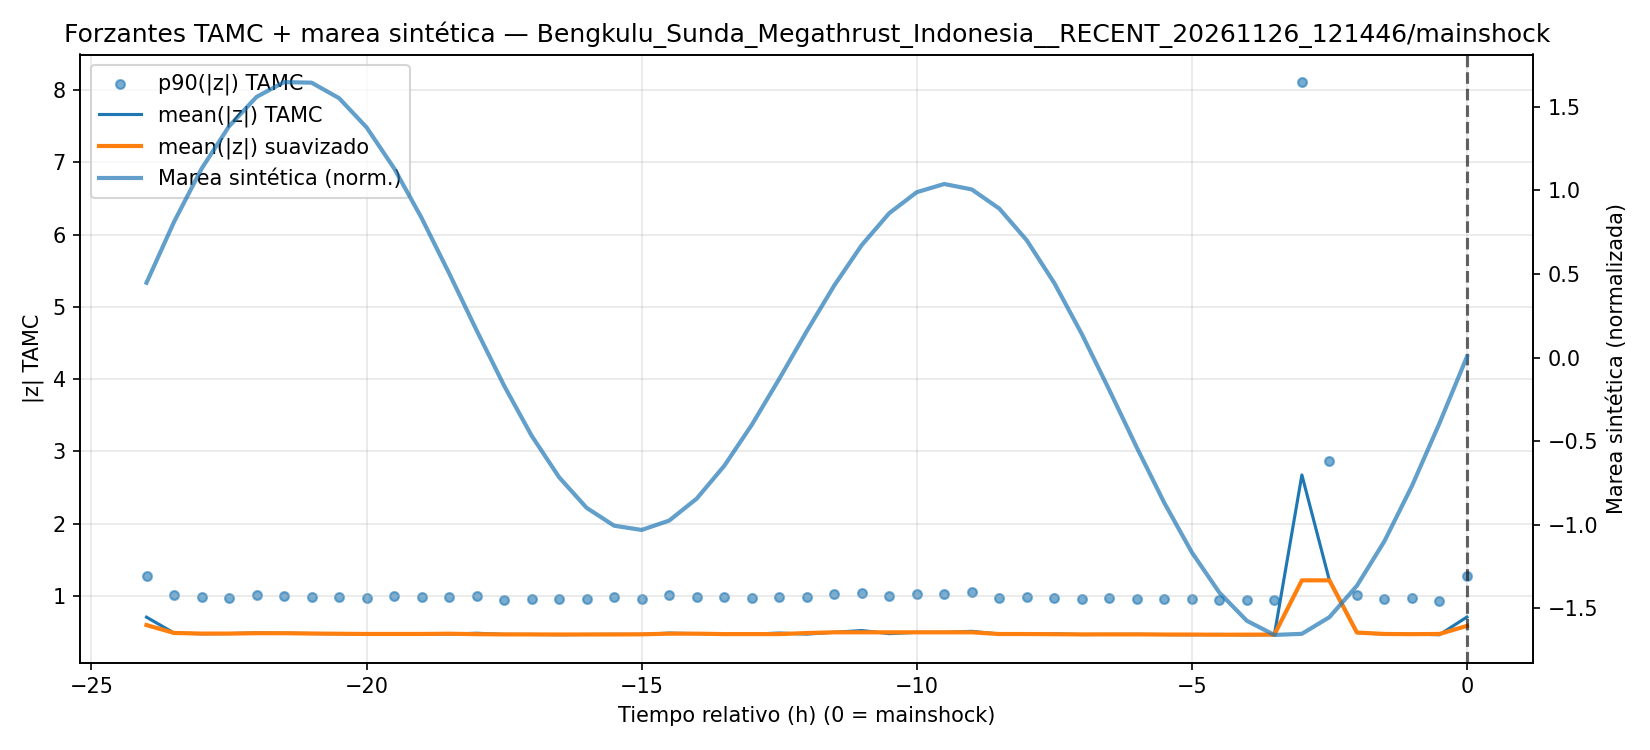 Forzantes TAMC + marea sintética — Bengkulu_Sunda_Megathrust_Indonesia__RECENT_20261126_121446/mainshock
p90(|z|) TAMC
mean(|z|) TAMC
mean(|z|) suavizado
Marea sintética (norm.)
8
7
6
5
4
3
2
1
|z| TAMC
1.5
1.0
0.5
0.0
−0.5
−1.0
−1.5
Marea sintética (normalizada)
−25
−20
−15
−10
−5
0
Tiempo relativo (h) (0 = mainshock)